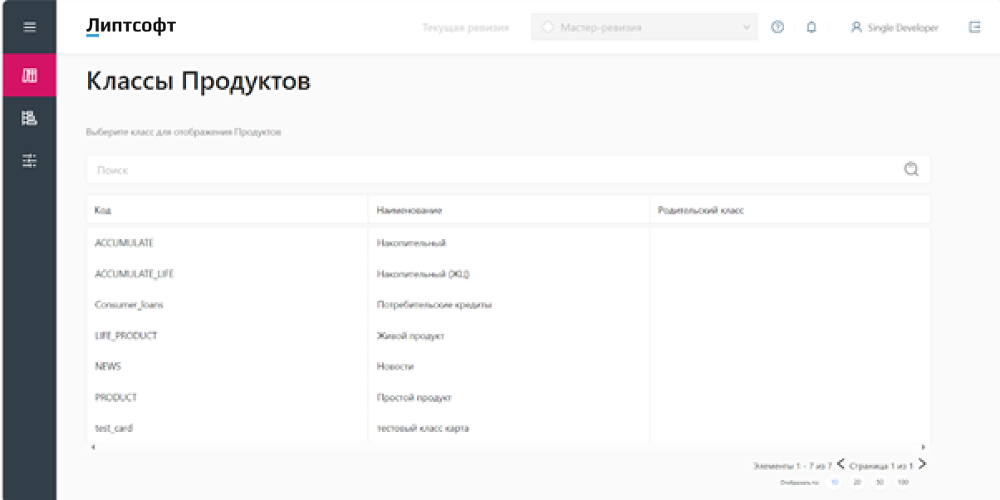 Липтсофт
Текущая ревизия
Мастер-ревизия
Single Developer
Классы Продуктов
Выберите класс для отображения Продуктов
Поиск
Код Наименование Родительский класс
ACCUMULATE Накопительный
ACCUMULATE_LIFE Накопительный (ЖЦ)
Consumer_loans Потребительские кредиты
LIFE_PRODUCT Живой продукт
NEWS Новости
PRODUCT Простой продукт
test_card тестовый класс карта
Элементы 1 - 7 из 7 Страница 1 из 1
Отображать по: 10 20 50 100